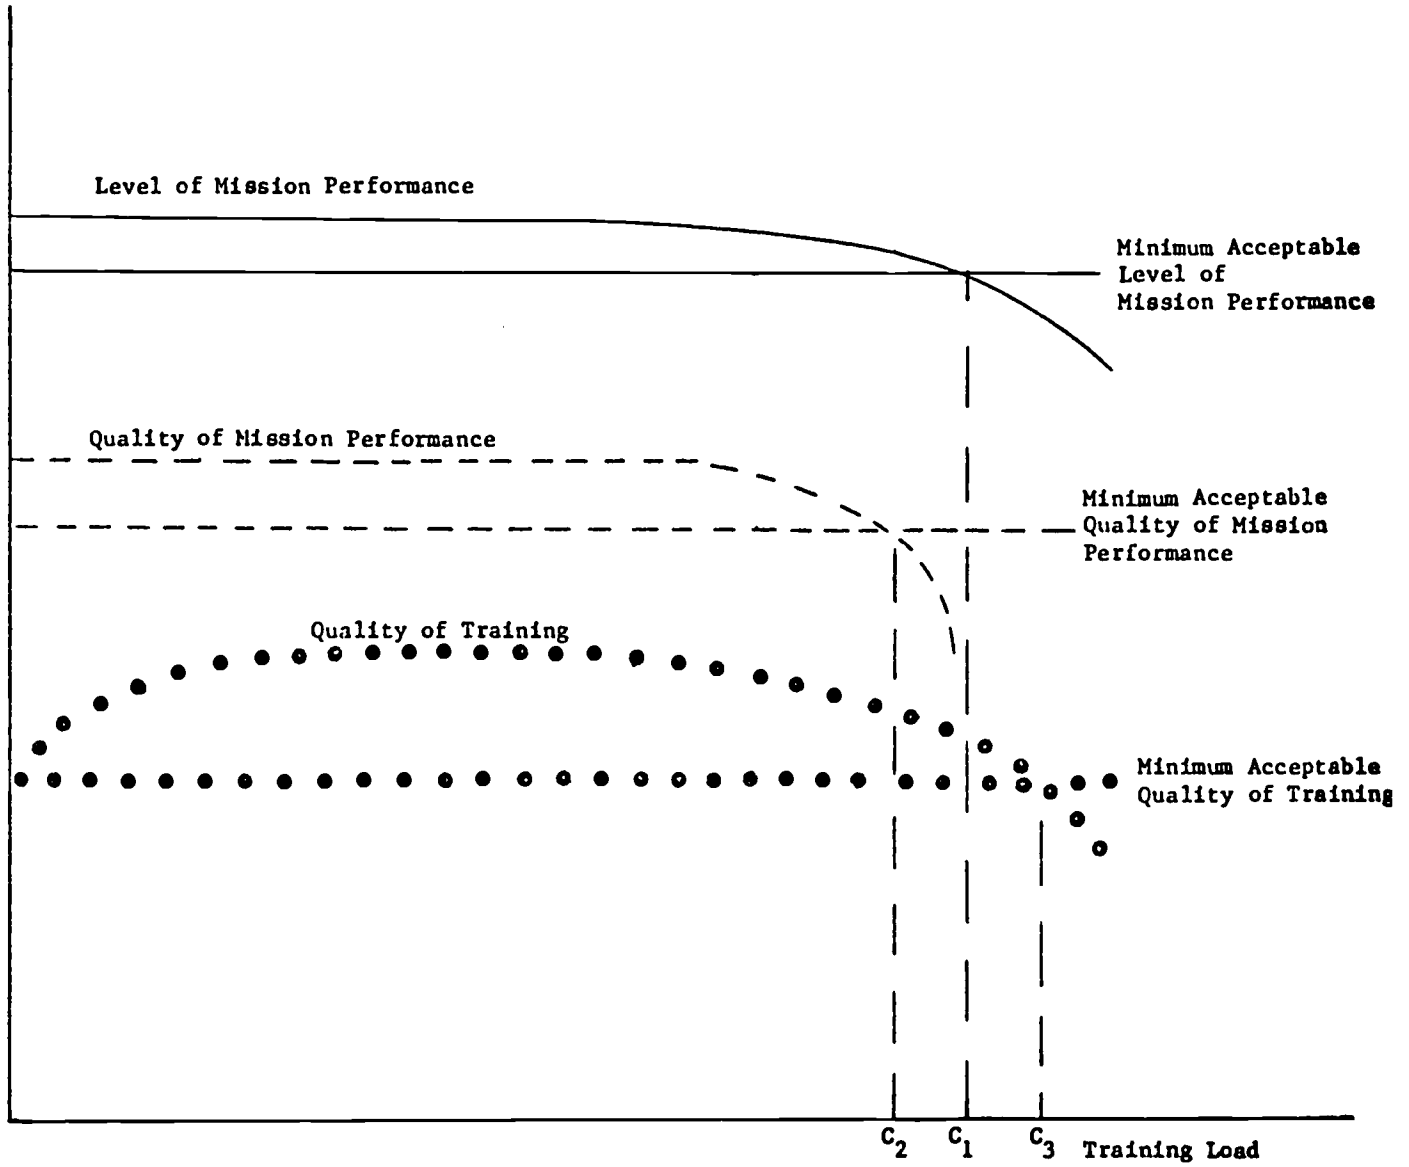 Level of Mission Performance
Minimum Acceptable
Level of
Mission Performance
Quality of Mission Performance
Minimum Acceptable
Quality of Mission
Performance
Quality of Training
Minimum Acceptable
Quality of Training
C2 C1 C3 Training Load